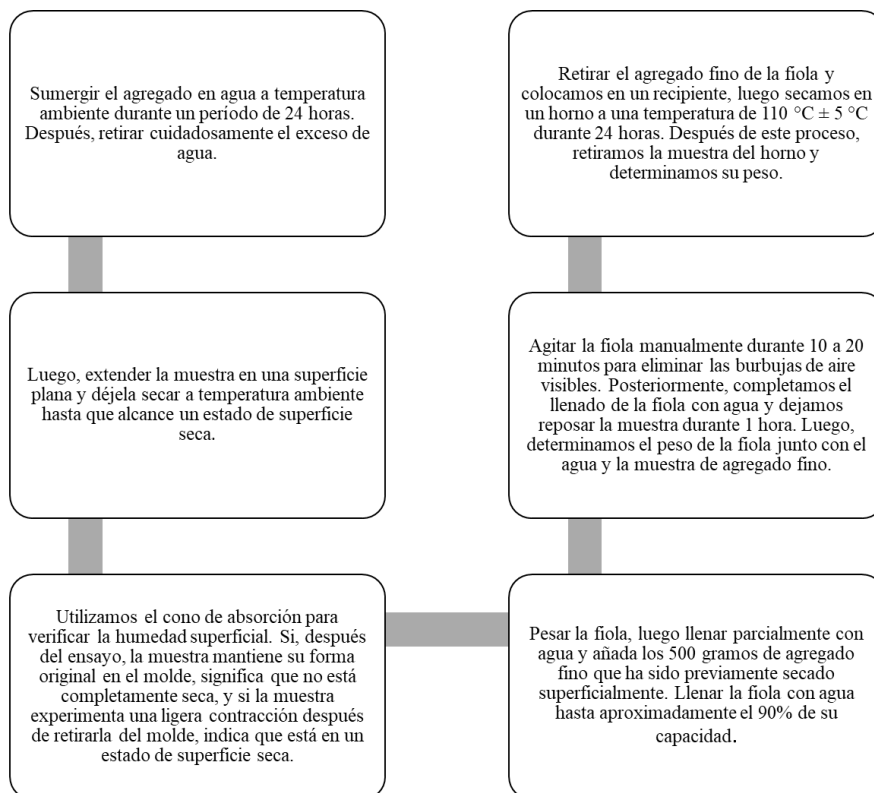 Sumergir el agregado en agua a temperatura
ambiente durante un período de 24 horas.
Después, retirar cuidadosamente el exceso de
agua.
Luego, extender la muestra en una superficie
plana y déjela secar a temperatura ambiente
hasta que alcance un estado de superficie
seca.
Utilizamos el cono de absorción para
verificar la humedad superficial. Si, después
del ensayo, la muestra mantiene su forma
original en el molde, significa que no está
completamente seca, y si la muestra
experimenta una ligera contracción después
de retirarla del molde, indica que está en un
estado de superficie seca.
Pesar la fiola, luego llenar parcialmente con
agua y añada los 500 gramos de agregado
fino que ha sido previamente secado
superficialmente. Llenar la fiola con agua
hasta aproximadamente el 90% de su
capacidad.
Agitar la fiola manualmente durante 10 a 20
minutos para eliminar las burbujas de aire
visibles. Posteriormente, completamos el
llenado de la fiola con agua y dejamos
reposar la muestra durante 1 hora. Luego,
determinamos el peso de la fiola junto con el
agua y la muestra de agregado fino.
Retirar el agregado fino de la fiola y
colocamos en un recipiente, luego secamos en
un horno a una temperatura de 110 °C ± 5 °C
durante 24 horas. Después de este proceso,
retiramos la muestra del horno y
determinamos su peso.